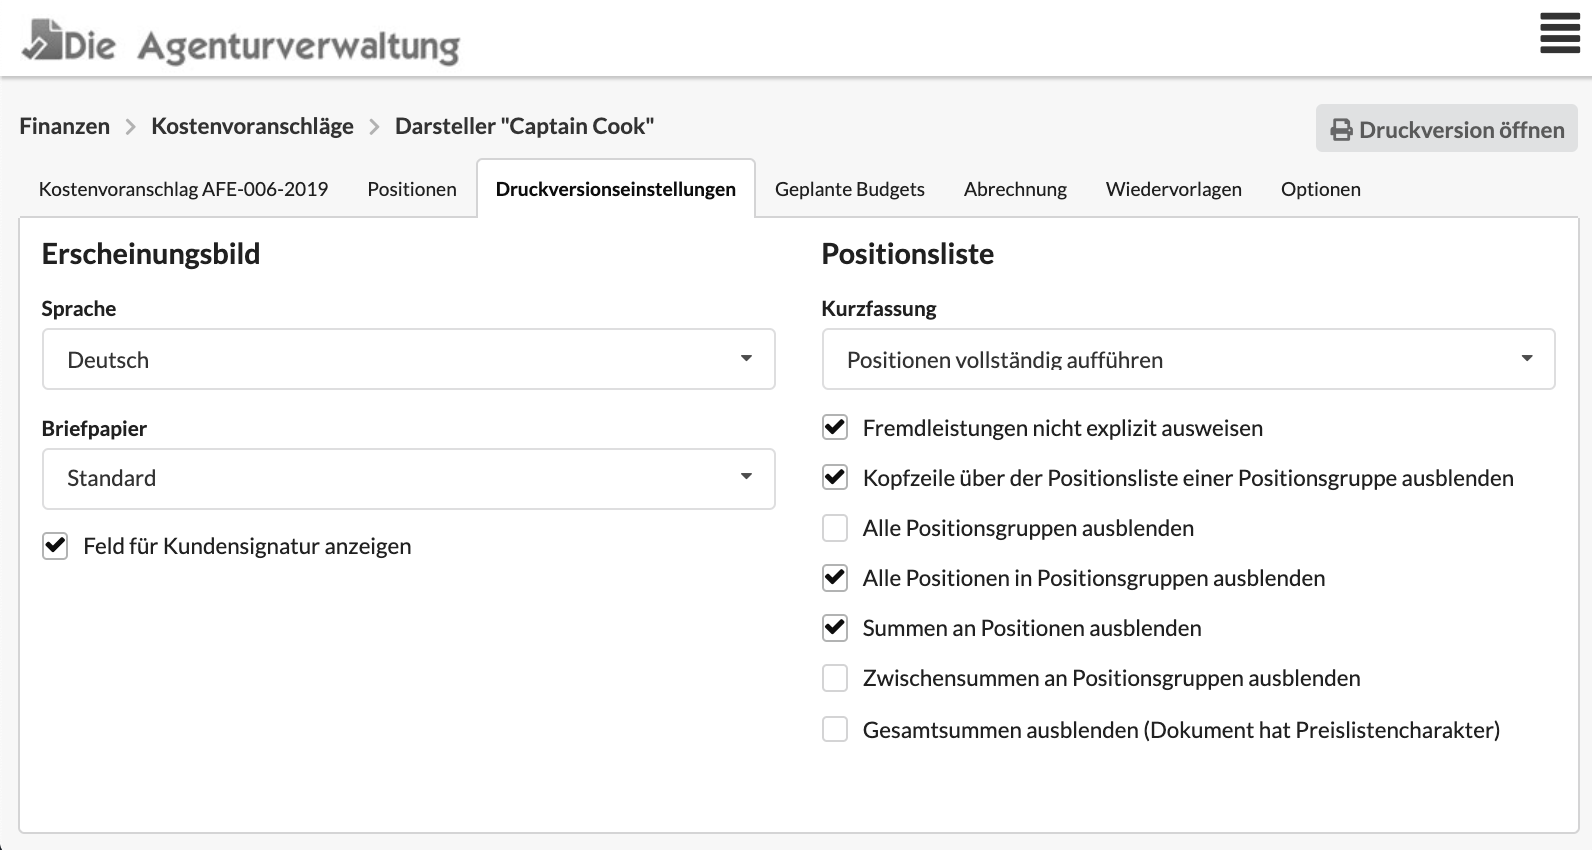 Die Agenturverwaltung
Finanzen > Kostenvoranschläge > Darsteller "Captain Cook"
Druckversion öffnen
Kostenvoranschlag AFE-006-2019 Positionen Druckversionseinstellungen Geplante Budgets Abrechnung Wiedervorlagen Optionen
Erscheinungsbild
Sprache
Deutsch
Briefpapier
Standard
Feld für Kundensignatur anzeigen
Positionsliste
Kurzfassung
Positionen vollständig aufführen
Fremdleistungen nicht explizit ausweisen
Kopfzeile über der Positionsliste einer Positionsgruppe ausblenden
Alle Positionsgruppen ausblenden
Alle Positionen in Positionsgruppen ausblenden
Summen an Positionen ausblenden
Zwischensummen an Positionsgruppen ausblenden
Gesamtsummen ausblenden (Dokument hat Preislistencharakter)